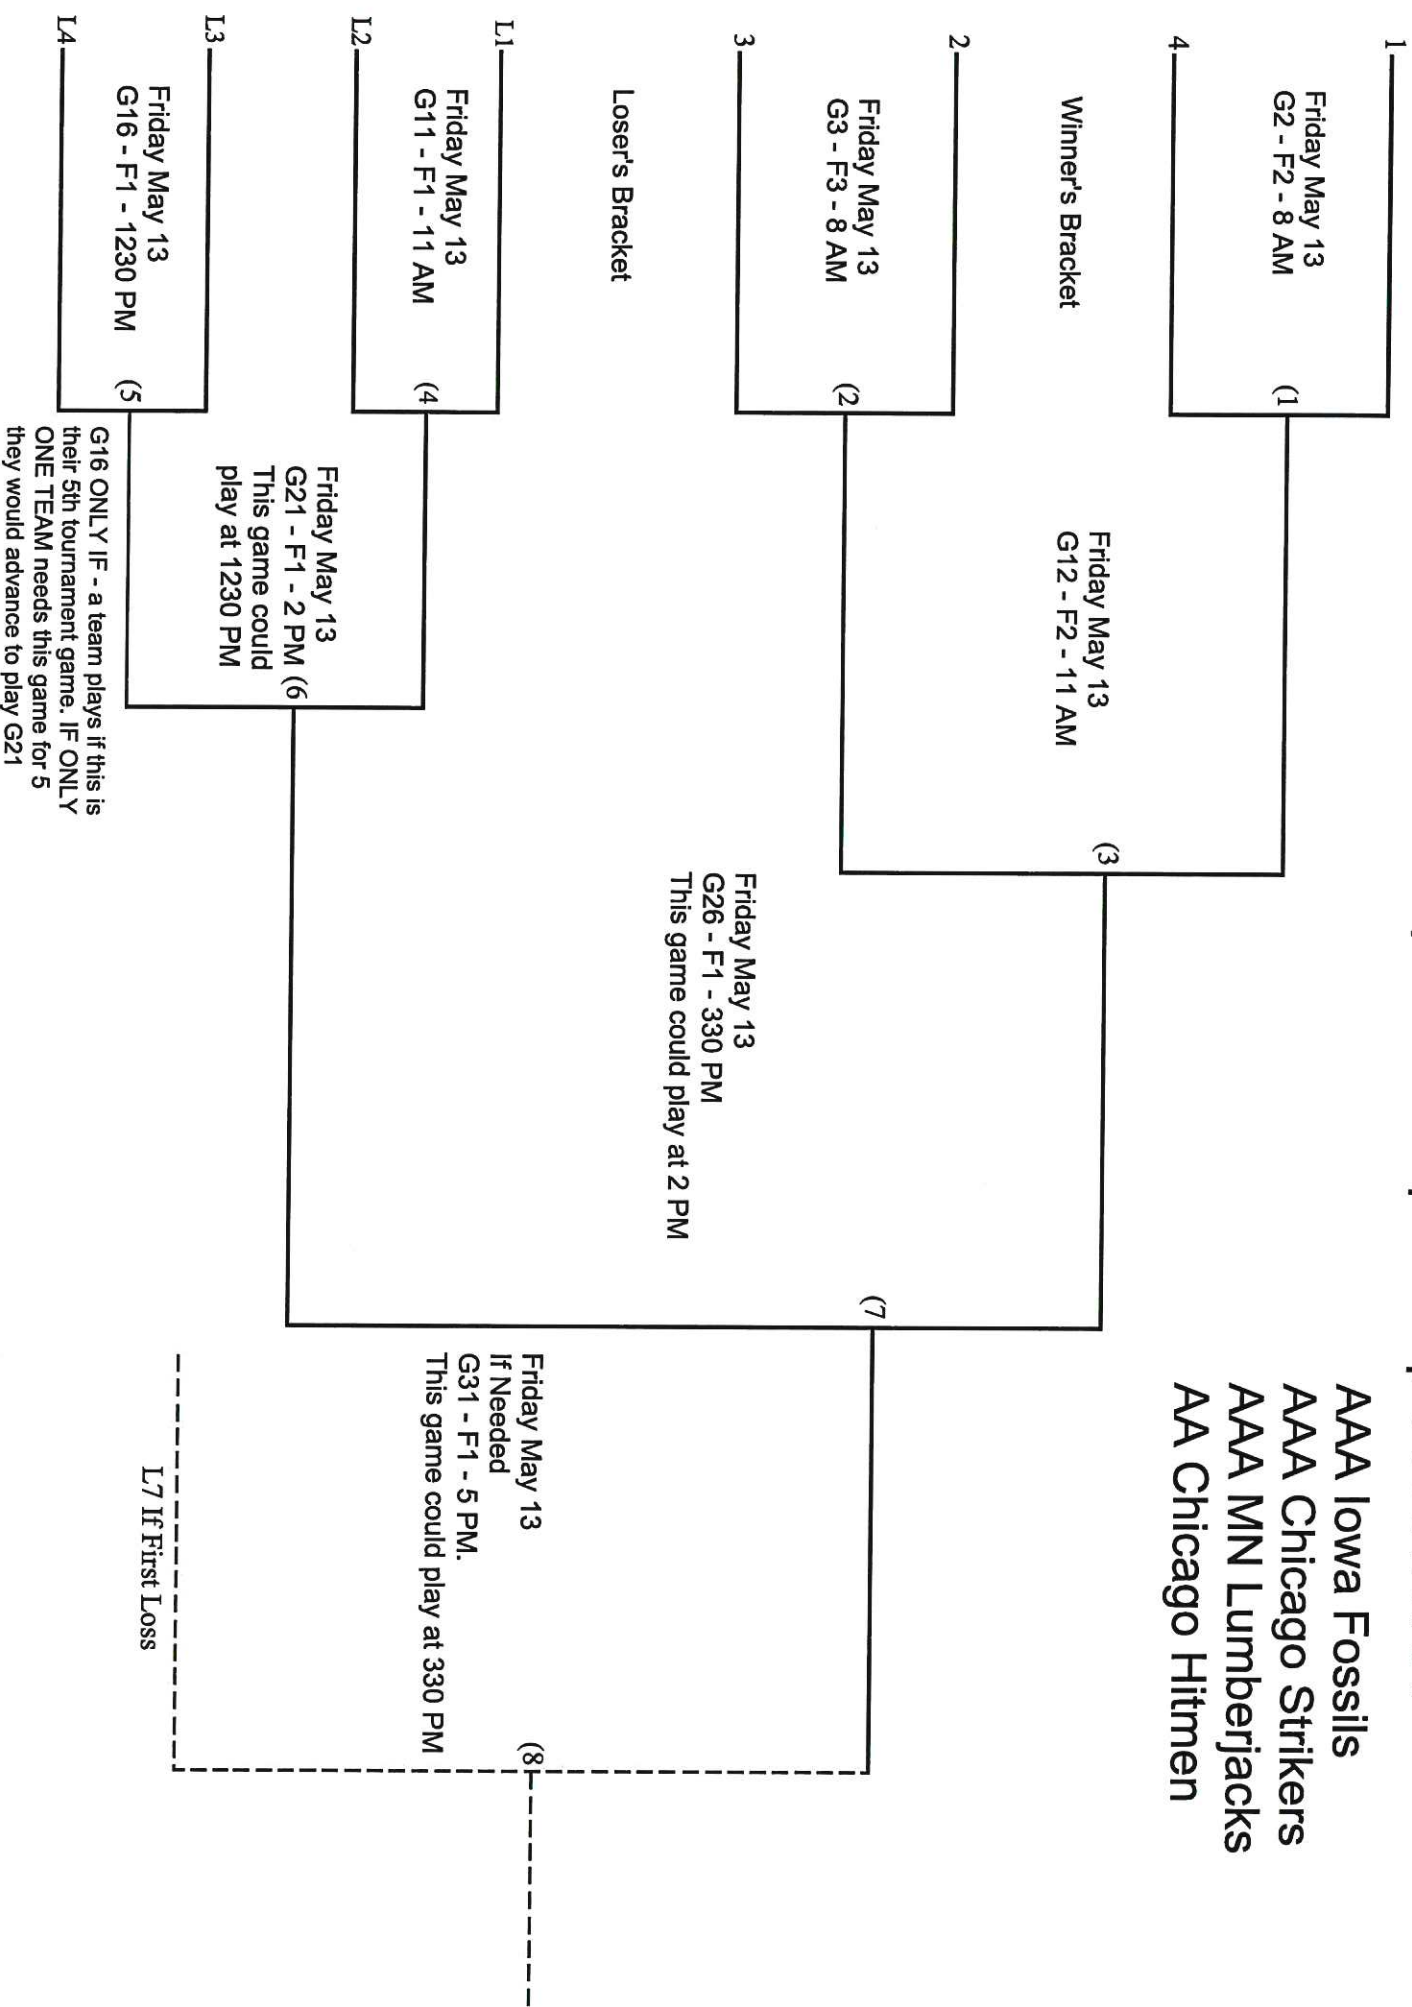 AAA Iowa Fossils
AAA Chicago Strikers
AAA MN Lumberjacks
AA Chicago Hitmen
1
Friday May 13
G2 - F2 - 8 AM
(1
4
Winner's Bracket
Friday May 13
G12 - F2 - 11 AM
(3
2
Friday May 13
G3 - F3 - 8 AM
(2
3
Friday May 13
G26 - F1 - 330 PM
This game could play at 2 PM
(7
Loser's Bracket
L1
Friday May 13
G11 - F1 - 11 AM
(4
L2
Friday May 13
G21 - F1 - 2 PM (6
This game could
play at 1230 PM
L3
Friday May 13
G16 - F1 - 1230 PM
(5
L4
G16 ONLY IF - a team plays if this is
their 5th tournament game. IF ONLY
ONE TEAM needs this game for 5
they would advance to play G21
Friday May 13
If Needed
G31 - F1 - 5 PM.
This game could play at 330 PM
(8
L7 If First Loss